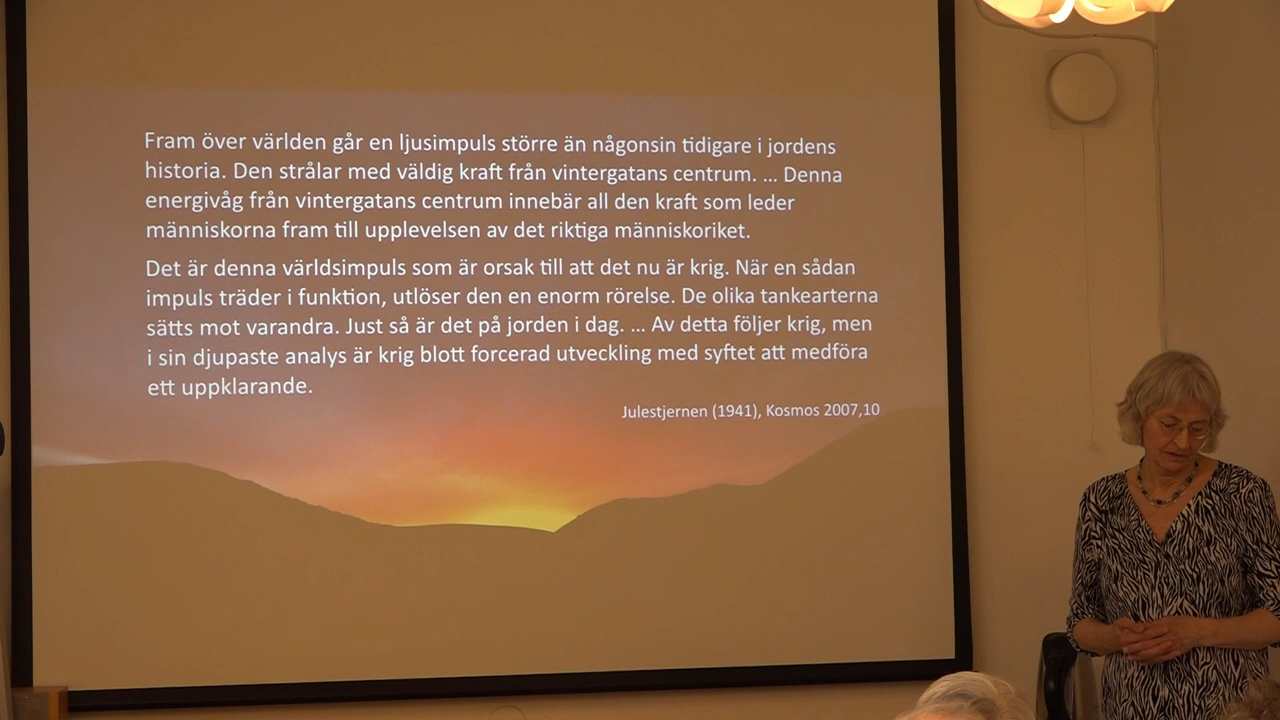 Fram över världen går en ljusimpuls större än någonsin tidigare i jordens
historia. Den strålar med väldig kraft från vintergatans centrum. ... Denna
energivåg från vintergatans centrum innebär all den kraft som leder
människorna fram till upplevelsen av det riktiga människoriket.
Det är denna världsimpuls som är orsak till att det nu är krig. När en sådan
impuls träder i funktion, utlöser den en enorm rörelse. De olika tankearterna
sätts mot varandra. Just så är det på jorden i dag. ... Av detta följer krig, men
i sin djupaste analys är krig blott forcerad utveckling med syftet att medföra
ett uppklarande.
Julestjernen (1941), Kosmos 2007,10